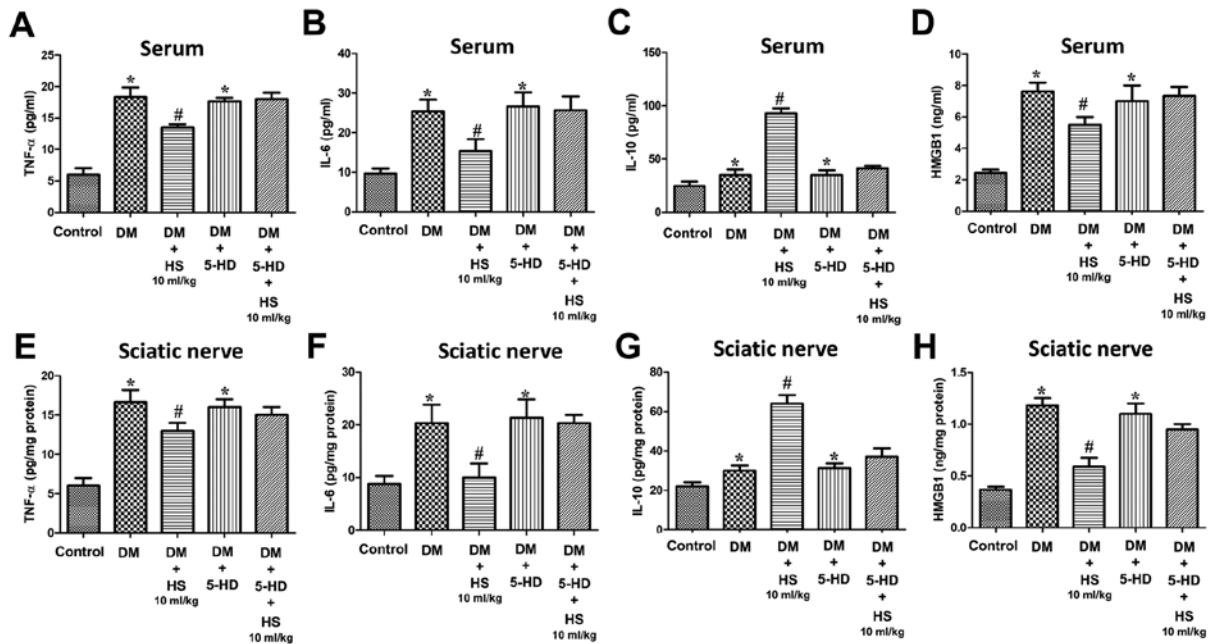 A
Serum
TNF-α (pg/ml)
25
20
15
10
5
0
*
#
*
Control
DM
DM
+
HS
10 ml/kg
DM
+
5-HD
DM
+
5-HD
+
HS
10 ml/kg
B
Serum
IL-6 (pg/ml)
40
30
20
10
0
*
#
*
Control
DM
DM
+
HS
10 ml/kg
DM
+
5-HD
DM
+
5-HD
+
HS
10 ml/kg
C
Serum
IL-10 (pg/ml)
150
100
50
0
*
#
*
Control
DM
DM
+
HS
10 ml/kg
DM
+
5-HD
DM
+
5-HD
+
HS
10 ml/kg
D
Serum
HMGB1 (ng/ml)
10
8
6
4
2
0
*
#
*
Control
DM
DM
+
HS
10 ml/kg
DM
+
5-HD
DM
+
5-HD
+
HS
10 ml/kg
E
Sciatic nerve
TNF-α (pg/mg protein)
20
15
10
5
0
*
#
*
Control
DM
DM
+
HS
10 ml/kg
DM
+
5-HD
DM
+
5-HD
+
HS
10 ml/kg
F
Sciatic nerve
IL-6 (pg/mg protein)
30
20
10
0
*
#
*
Control
DM
DM
+
HS
10 ml/kg
DM
+
5-HD
DM
+
5-HD
+
HS
10 ml/kg
G
Sciatic nerve
IL-10 (pg/mg protein)
80
60
40
20
0
*
#
*
Control
DM
DM
+
HS
10 ml/kg
DM
+
5-HD
DM
+
5-HD
+
HS
10 ml/kg
H
Sciatic nerve
HMGB1 (ng/mg protein)
1.5
1.0
0.5
0.0
*
#
*
Control
DM
DM
+
HS
10 ml/kg
DM
+
5-HD
DM
+
5-HD
+
HS
10 ml/kg